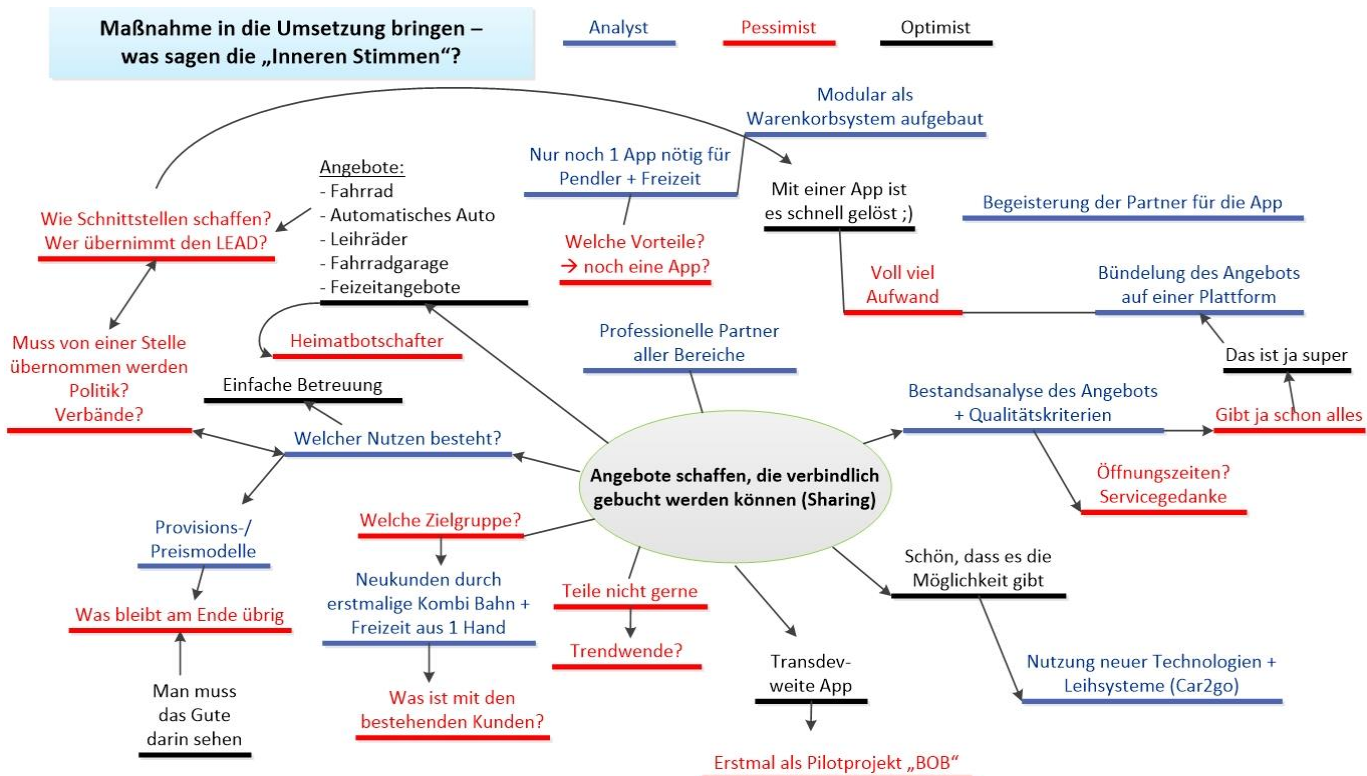 Maßnahme in die Umsetzung bringen –
was sagen die „Inneren Stimmen“?
Analyst
Pessimist
Optimist
Modular als
Warenkorbsystem aufgebaut
Nur noch 1 App nötig für
Pendler + Freizeit
Welche Vorteile?
→ noch eine App?
Mit einer App ist
es schnell gelöst ;)
Begeisterung der Partner für die App
Angebote:
- Fahrrad
- Automatisches Auto
- Leihräder
- Fahrradgarage
- Feizeitangebote
Wie Schnittstellen schaffen?
Wer übernimmt den LEAD?
Voll viel
Aufwand
Bündelung des Angebots
auf einer Plattform
Heimatbotschafter
Professionelle Partner
aller Bereiche
Muss von einer Stelle
übernommen werden
Politik?
Verbände?
Einfache Betreuung
Das ist ja super
Bestandsanalyse des Angebots
+ Qualitätskriterien
Gibt ja schon alles
Welcher Nutzen besteht?
Angebote schaffen, die verbindlich
gebucht werden können (Sharing)
Öffnungszeiten?
Servicegedanke
Provisions-/
Preismodelle
Welche Zielgruppe?
Schön, dass es die
Möglichkeit gibt
Was bleibt am Ende übrig
Neukunden durch
erstmalige Kombi Bahn +
Freizeit aus 1 Hand
Teile nicht gerne
Trendwende?
Transdev-
weite App
Nutzung neuer Technologien +
Leihsysteme (Car2go)
Man muss
das Gute
darin sehen
Was ist mit den
bestehenden Kunden?
Erstmal als Pilotprojekt „BOB“